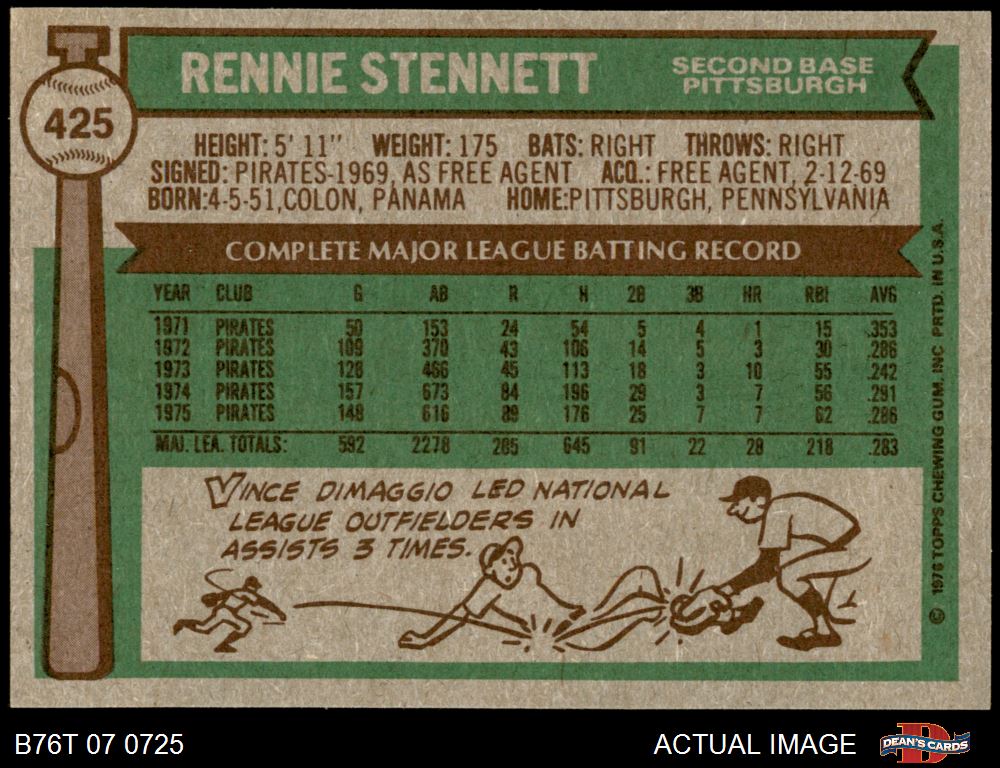 425
RENNIE STENNETT
SECOND BASE
PITTSBURGH
HEIGHT: 5' 11" WEIGHT: 175 BATS: RIGHT THROWS: RIGHT
SIGNED: PIRATES-1969, AS FREE AGENT ACQ.: FREE AGENT, 2-12-69
BORN:4-5-51,COLON, PANAMA HOME:PITTSBURGH, PENNSYLVANIA
COMPLETE MAJOR LEAGUE BATTING RECORD
YEAR CLUB G AB R H 2B 3B HR RBI AVG
1971 PIRATES 50 153 24 54 5 4 1 15 .353
1972 PIRATES 109 370 43 106 14 5 3 30 .286
1973 PIRATES 128 466 45 113 18 3 10 55 .242
1974 PIRATES 157 673 84 196 29 3 7 56 .291
1975 PIRATES 148 616 89 176 25 7 7 62 .286
MAJ. LEA. TOTALS: 592 2278 285 645 91 22 28 218 .283
VINCE DIMAGGIO LED NATIONAL
LEAGUE OUTFIELDERS IN
ASSISTS 3 TIMES.
© 1976 TOPPS CHEWING GUM, INC PRTD. IN U.S.A.
B76T 07 0725
ACTUAL IMAGE
D
DEAN'S CARDS